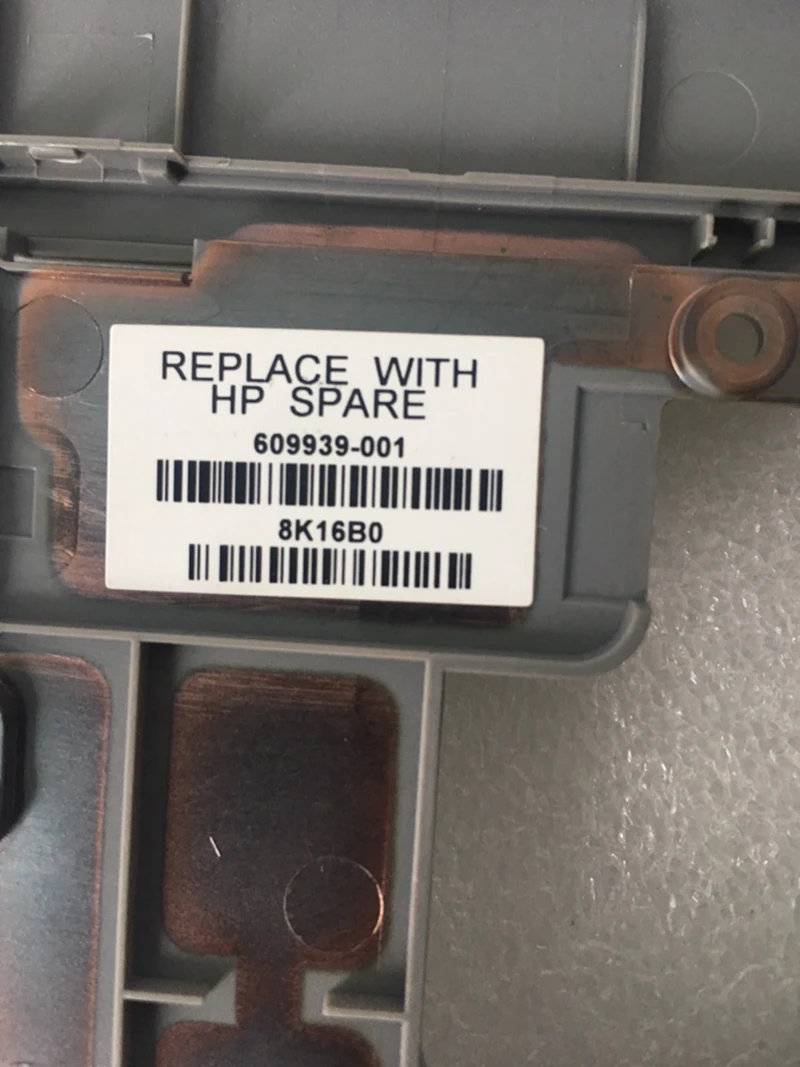 REPLACE WITH
HP SPARE
609939-001
8K16B0